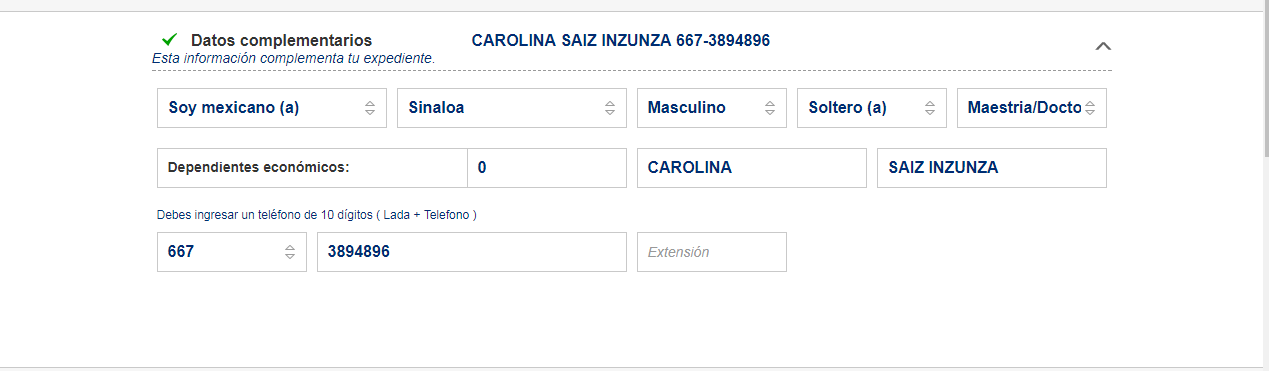 Datos complementarios CAROLINA SAIZ INZUNZA 667-3894896
Esta información complementa tu expediente.
Soy mexicano (a) Sinaloa Masculino Soltero (a) Maestria/Docto
Dependientes económicos: 0 CAROLINA SAIZ INZUNZA
Debes ingresar un teléfono de 10 dígitos ( Lada + Telefono )
667 3894896 Extensión